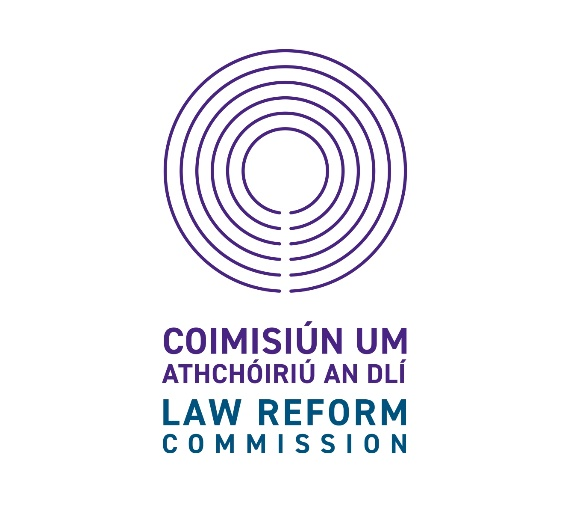 COIMISIÚN UM
ATHCHÓIRIÚ AN DLÍ
LAW REFORM
COMMISSION